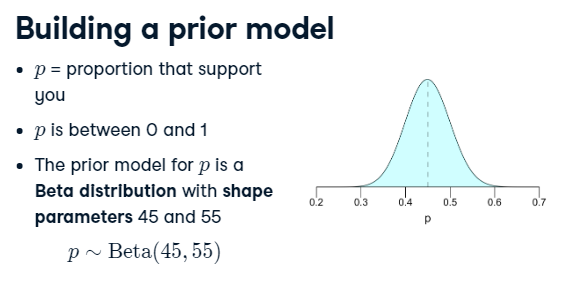 Building a prior model
• p = proportion that support
you
• p is between 0 and 1
• The prior model for p is a
Beta distribution with shape
parameters 45 and 55
p ~ Beta(45, 55)
0.2 0.3 0.4 0.5 0.6 0.7
p